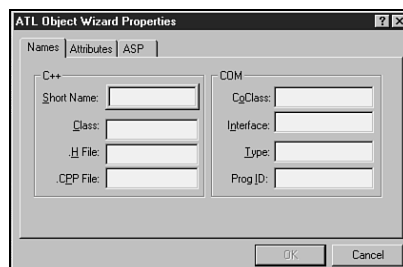 ATL Object Wizard Properties
Names Attributes ASP
C++
Short Name:
Class:
.H File:
.CPP File:
COM
CoClass:
Interface:
Type:
Prog ID:
OK Cancel